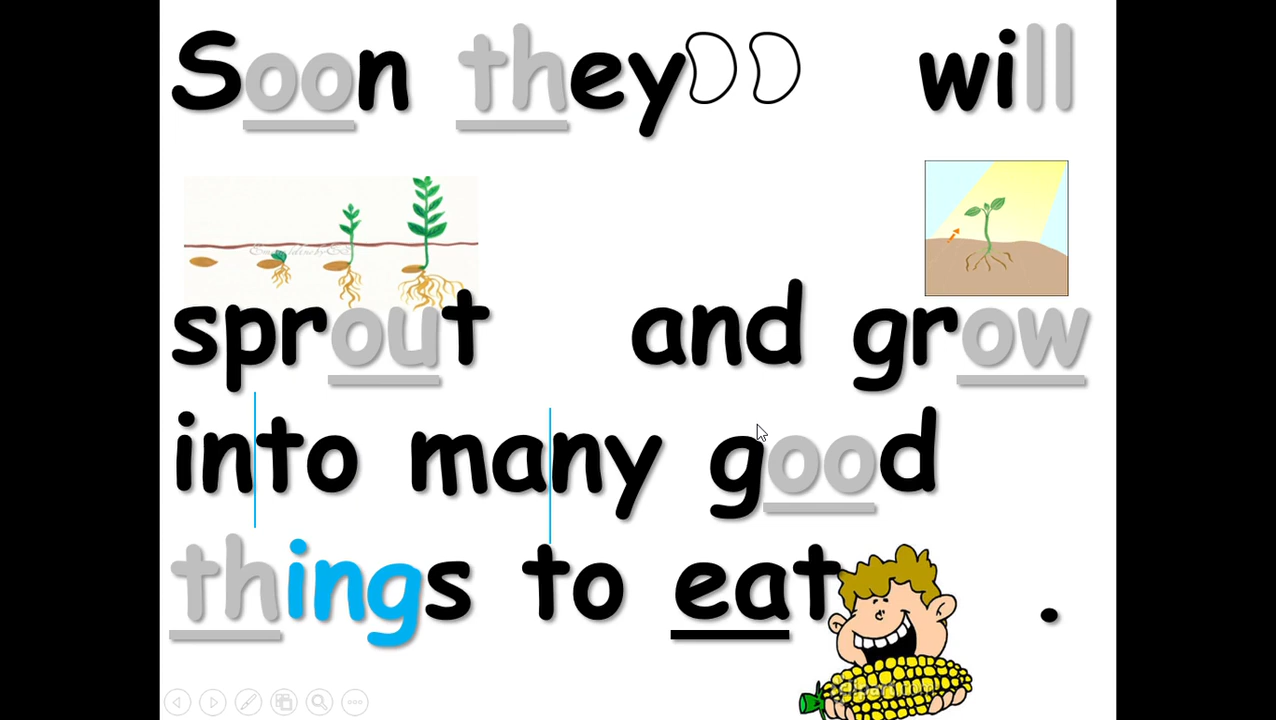 Soon they will
sprout and grow
into many good
things to eat.